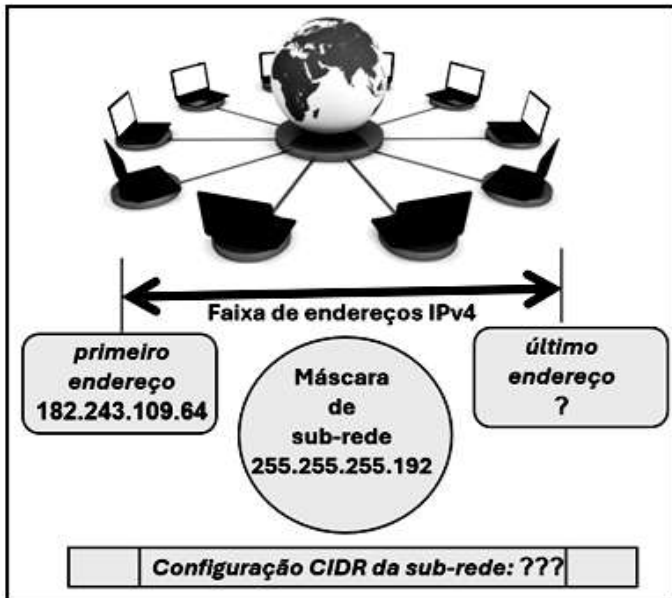 Faixa de endereços IPv4
primeiro
endereço
182.243.109.64
Máscara
de
sub-rede
255.255.255.192
último
endereço
?
Configuração CIDR da sub-rede: ???